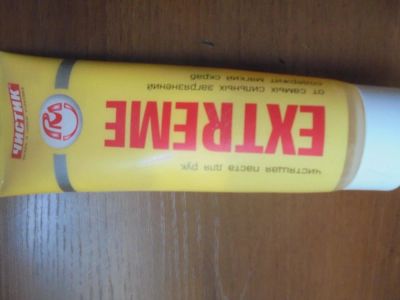 ЧИСТИК
чистящая паста для рук
EXTREME
от самых сильных загрязнений
содержит мягкий скраб